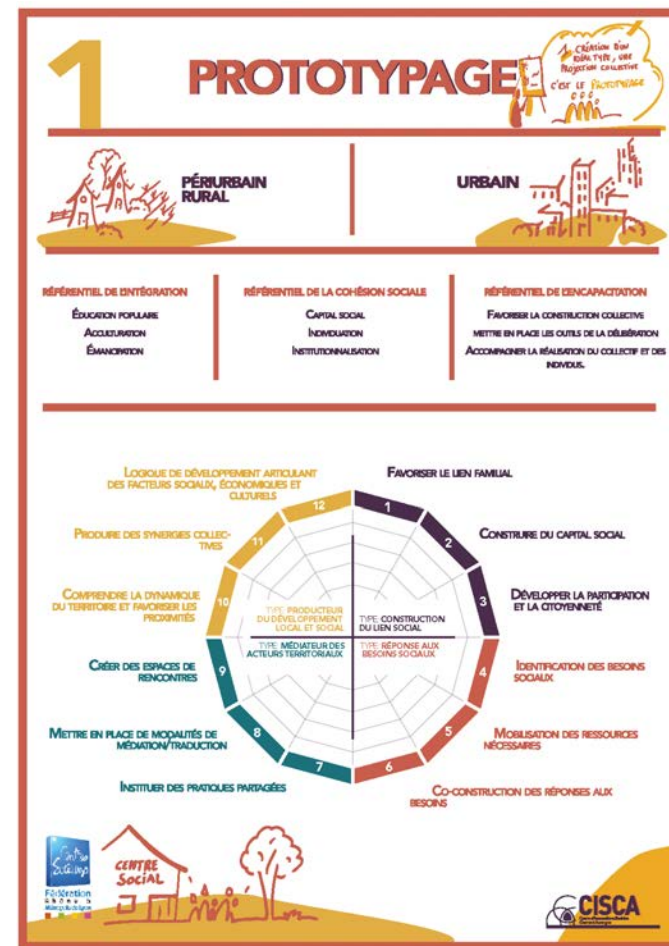 1
PROTOTYPAGE
1. CRÉATION D'UN
IDÉAL TYPE, UNE
PROJECTION COLLECTIVE
C'EST LE PROTOTYPAGE
PÉRIURBAIN
RURAL
URBAIN
RÉFÉRENTIEL DE L'INTÉGRATION
ÉDUCATION POPULAIRE
ACCULTURATION
ÉMANCIPATION
RÉFÉRENTIEL DE LA COHÉSION SOCIALE
CAPITAL SOCIAL
INDIVIDUATION
INSTITUTIONNALISATION
RÉFÉRENTIEL DE L'ENCAPACITATION
FAVORISER LA CONSTRUCTION COLLECTIVE
METTRE EN PLACE LES OUTILS DE LA DÉLIBÉRATION
ACCOMPAGNER LA RÉALISATION DU COLLECTIF ET DES
INDIVIDUS.
LOGIQUE DE DÉVELOPPEMENT ARTICULANT
DES FACTEURS SOCIAUX, ÉCONOMIQUES ET
CULTURELS
FAVORISER LE LIEN FAMILIAL
12
1
PRODUIRE DES SYNERGIES COLLEC-
TIVES
11
2
CONSTRUIRE DU CAPITAL SOCIAL
COMPRENDRE LA DYNAMIQUE
DU TERRITOIRE ET FAVORISER LES
PROXIMITÉS
10
3
DÉVELOPPER LA PARTICIPATION
ET LA CITOYENNETÉ
TYPE PRODUCTEUR
DU DÉVELOPPEMENT
LOCAL ET SOCIAL
TYPE CONSTRUCTION
DU LIEN SOCIAL
TYPE MÉDIATEUR DES
ACTEURS TERRITORIAUX
TYPE RÉPONSE AUX
BESOINS SOCIAUX
CRÉER DES ESPACES DE
RENCONTRES
9
4
IDENTIFICATION DES BESOINS
SOCIAUX
METTRE EN PLACE DE MODALITÉS DE
MÉDIATION/TRADUCTION
8
5
MOBILISATION DES RESSOURCES
NÉCESSAIRES
INSTITUER DES PRATIQUES PARTAGÉES
7
6
CO-CONSTRUCTION DES RÉPONSES AUX
BESOINS
Centres
Sociaux
Fédération
CENTRE
SOCIAL
CISCA